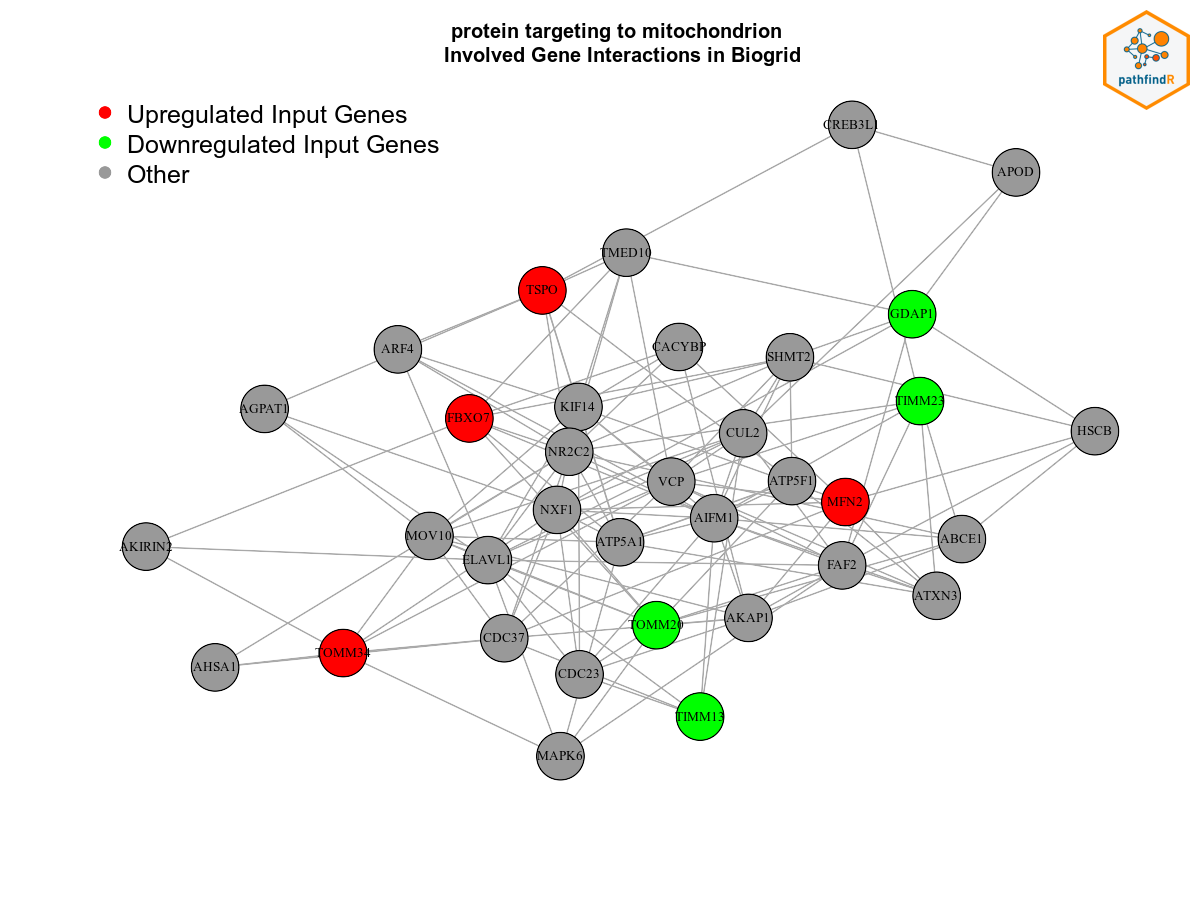 protein targeting to mitochondrion
Involved Gene Interactions in Biogrid
pathfindR
Upregulated Input Genes
Downregulated Input Genes
Other
CREB3L1
APOD
TMED10
TSPO
GDAP1
ARF4
CACYBP
SHMT2
AGPAT1
FBXO7
KIF14
TIMM23
CUL2
HSCB
NR2C2
VCP
ATP5F1
MFN2
NXF1
AIFM1
MOV10
ATP5A1
ABCE1
AKIRIN2
ELAVL1
FAF2
ATXN3
AKAP1
TOMM20
CDC37
TOMM34
AHSA1
CDC23
TIMM13
MAPK6